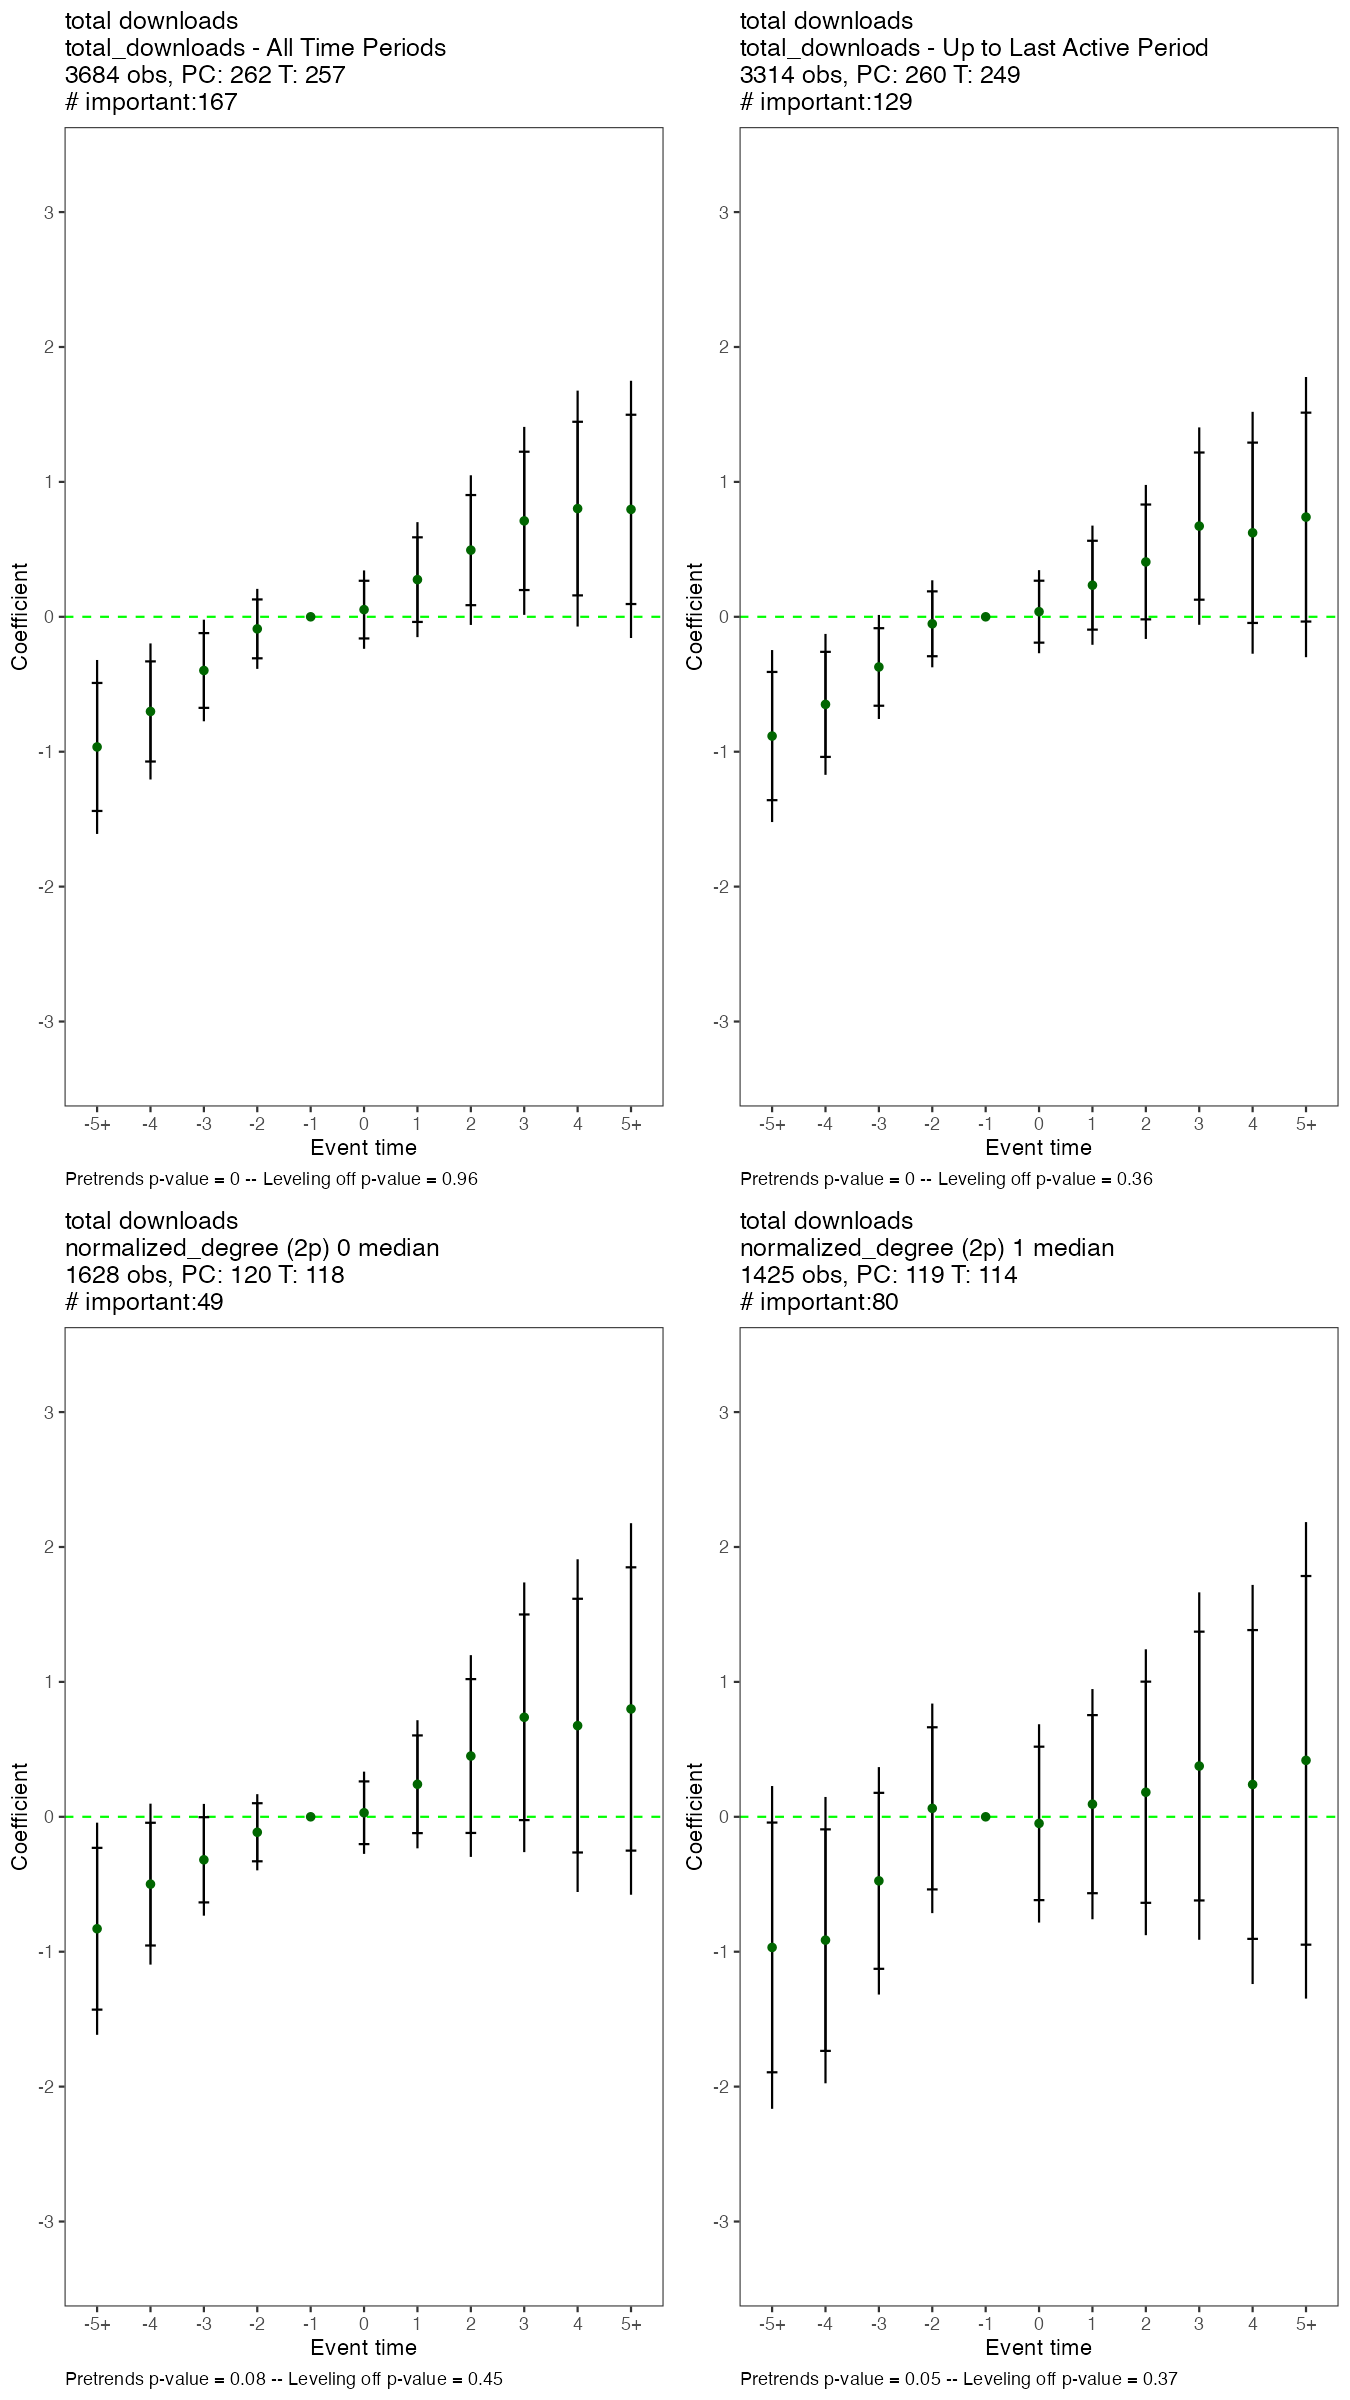 total downloads
total_downloads - All Time Periods
3684 obs, PC: 262 T: 257
# important:167
Coefficient
3
2
1
0
-1
-2
-3
-5+ -4 -3 -2 -1 0 1 2 3 4 5+
Event time
Pretrends p-value = 0 -- Leveling off p-value = 0.96
total downloads
total_downloads - Up to Last Active Period
3314 obs, PC: 260 T: 249
# important:129
Coefficient
3
2
1
0
-1
-2
-3
-5+ -4 -3 -2 -1 0 1 2 3 4 5+
Event time
Pretrends p-value = 0 -- Leveling off p-value = 0.36
total downloads
normalized_degree (2p) 0 median
1628 obs, PC: 120 T: 118
# important:49
Coefficient
3
2
1
0
-1
-2
-3
-5+ -4 -3 -2 -1 0 1 2 3 4 5+
Event time
Pretrends p-value = 0.08 -- Leveling off p-value = 0.45
total downloads
normalized_degree (2p) 1 median
1425 obs, PC: 119 T: 114
# important:80
Coefficient
3
2
1
0
-1
-2
-3
-5+ -4 -3 -2 -1 0 1 2 3 4 5+
Event time
Pretrends p-value = 0.05 -- Leveling off p-value = 0.37